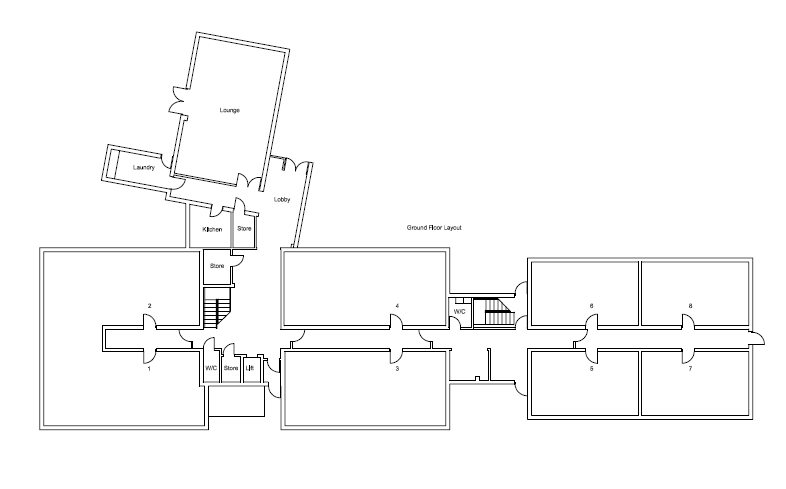 Lounge
Laundry
Lobby
Kitchen
Store
Ground Floor Layout
Store
2
4
W/C
6
8
1
W/C
Store
Lift
3
5
7